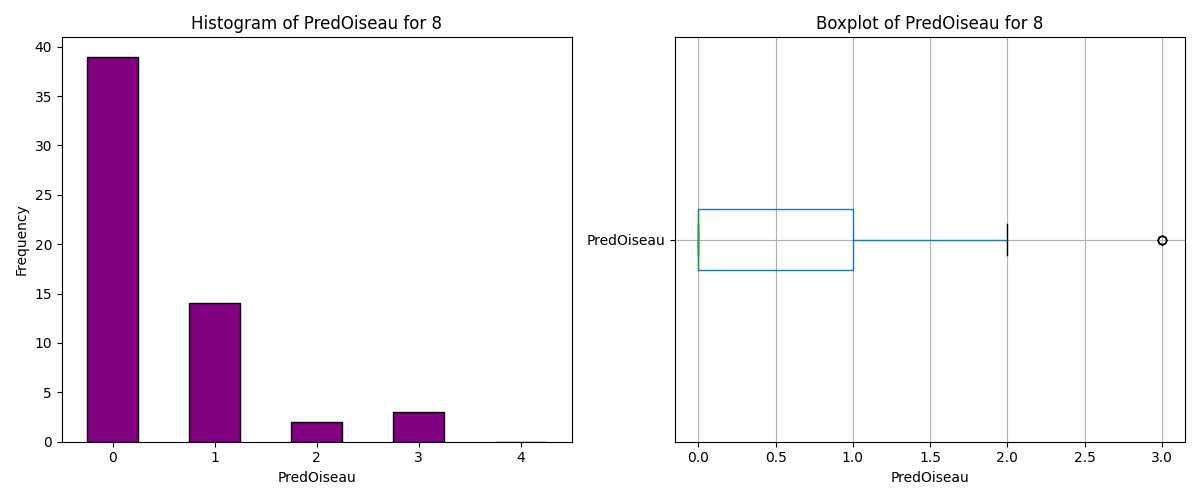 Histogram of PredOiseau for 8
Frequency
40
35
30
25
20
15
10
5
0
0 1 2 3 4
PredOiseau
Boxplot of PredOiseau for 8
PredOiseau
0.0 0.5 1.0 1.5 2.0 2.5 3.0
PredOiseau